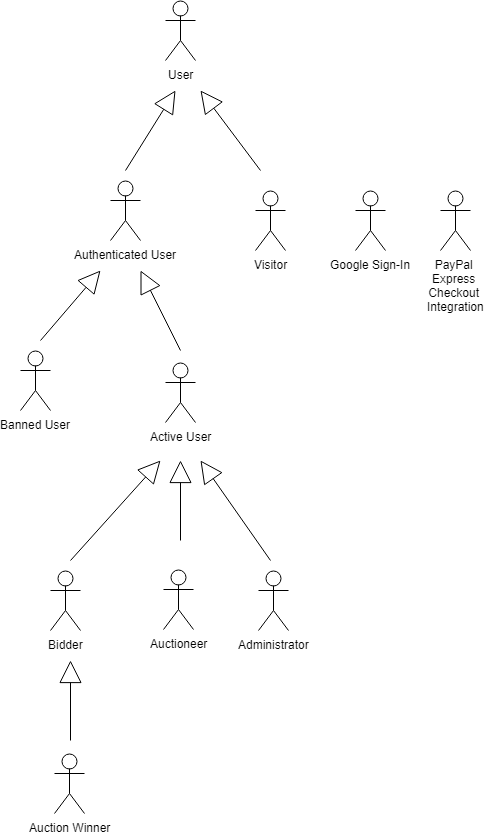 User
Authenticated User
Visitor
Google Sign-In
PayPal
Express
Checkout
Integration
Banned User
Active User
Bidder
Auctioneer
Administrator
Auction Winner